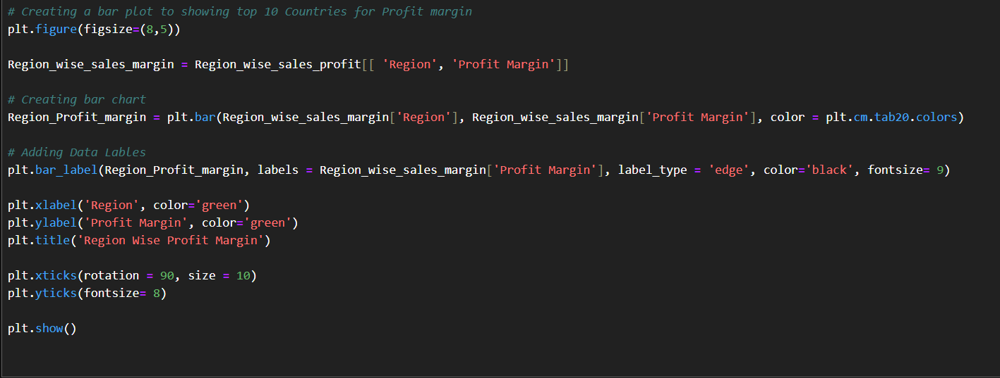 # Creating a bar plot to showing top 10 Countries for Profit margin
plt.figure(figsize=(8,5))
Region_wise_sales_margin = Region_wise_sales_profit[[ 'Region', 'Profit Margin']]
# Creating bar chart
Region_Profit_margin = plt.bar(Region_wise_sales_margin['Region'], Region_wise_sales_margin['Profit Margin'], color = plt.cm.tab20.colors)
# Adding Data Lables
plt.bar_label(Region_Profit_margin, labels = Region_wise_sales_margin['Profit Margin'], label_type = 'edge', color='black', fontsize= 9)
plt.xlabel('Region', color='green')
plt.ylabel('Profit Margin', color='green')
plt.title('Region Wise Profit Margin')
plt.xticks(rotation = 90, size = 10)
plt.yticks(fontsize= 8)
plt.show()